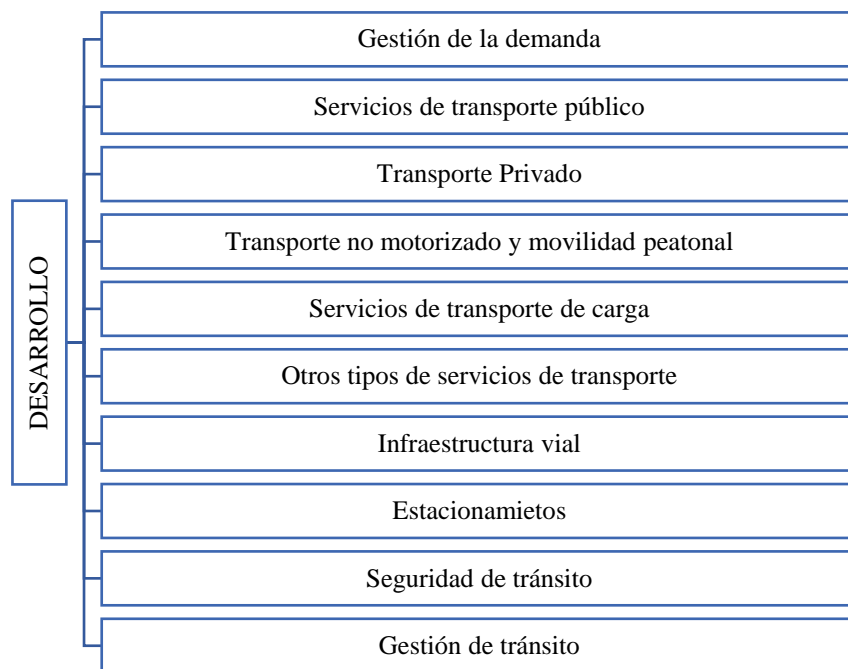 DESARROLLO
Gestión de la demanda
Servicios de transporte público
Transporte Privado
Transporte no motorizado y movilidad peatonal
Servicios de transporte de carga
Otros tipos de servicios de transporte
Infraestructura vial
Estacionamietos
Seguridad de tránsito
Gestión de tránsito